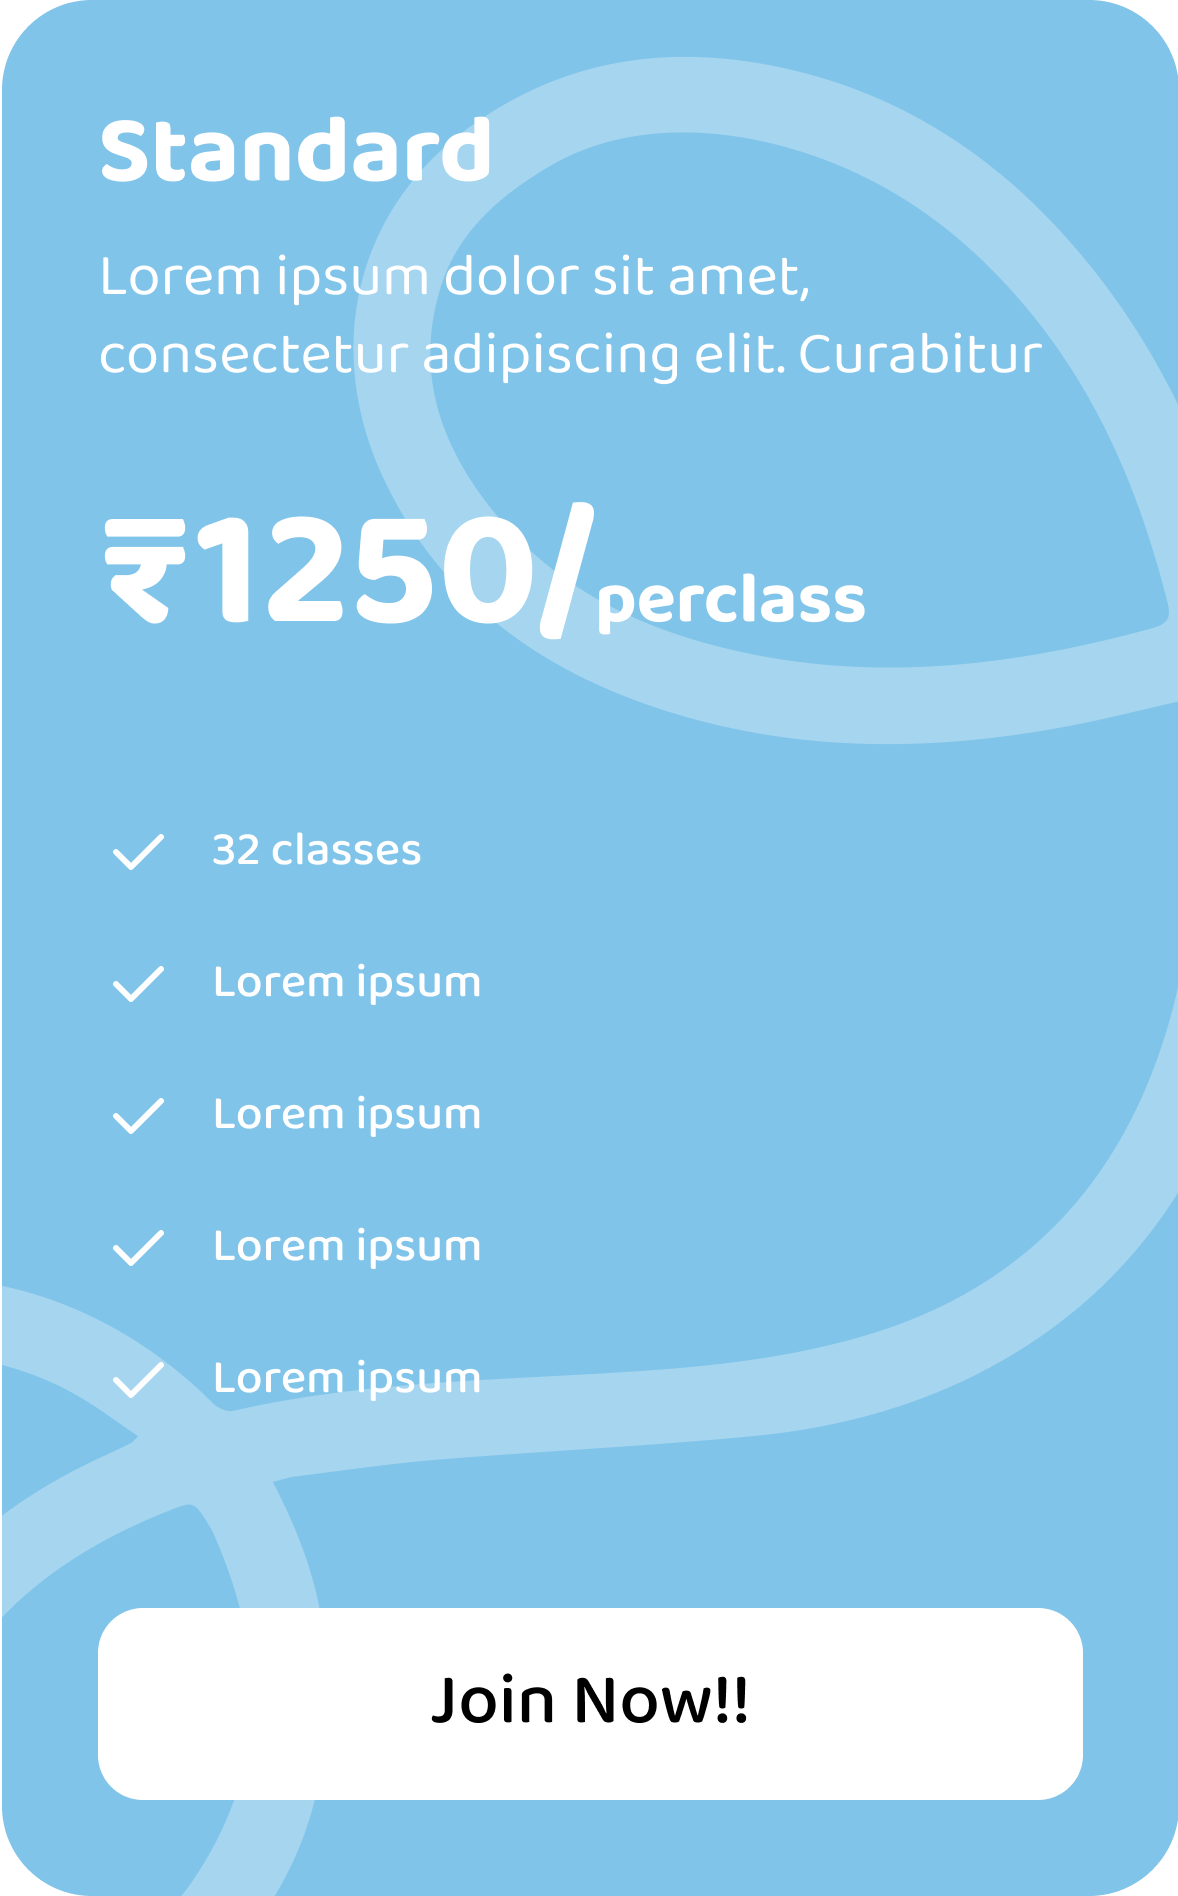 Standard
Lorem ipsum dolor sit amet,
consectetur adipiscing elit. Curabitur
₹1250/perclass
32 classes
Lorem ipsum
Lorem ipsum
Lorem ipsum
Lorem ipsum
Join Now!!